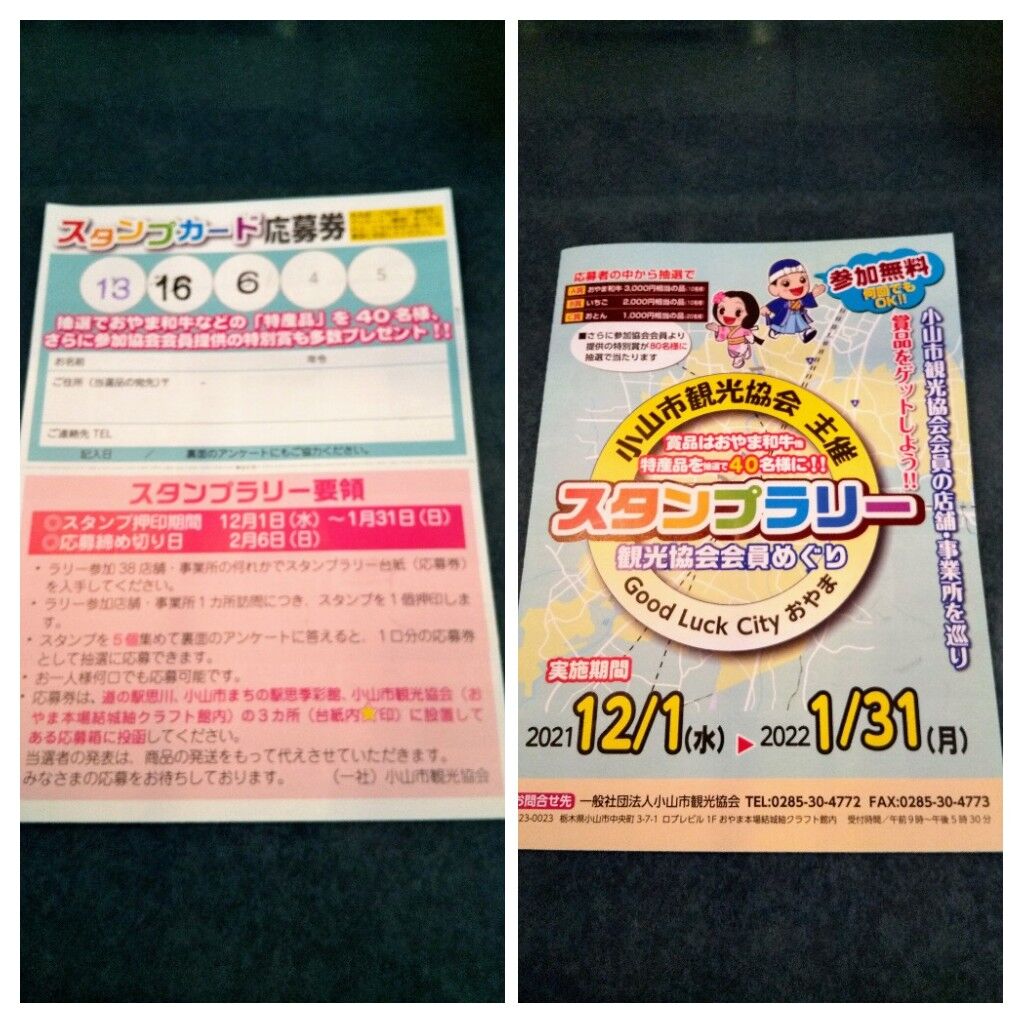 スタンプカード応募券
13 16 6 4 5
抽選でおやま和牛などの「特産品」を40名様、
さらに参加協会会員提供の特別賞も多数プレゼント!!
お名前 年令
ご住所(当選品の宛先)〒 -
ご連絡先 TEL
記入日 / 裏面のアンケートにもご協力ください。
スタンプラリー要領
◎スタンプ押印期間 12月1日(水)～1月31日(日)
◎応募締め切り日 2月6日(日)
・ラリー参加38店舗・事業所の何れかでスタンプラリー台紙(応募券)
を入手してください。
・ラリー参加店舗・事業所1カ所訪問につき、スタンプを1個押印しま
す。
・スタンプを5個集めて裏面のアンケートに答えると、1口分の応募券
として抽選に応募できます。
・お一人様何口でも応募可能です。
・応募券は、道の駅思川、小山市まちの駅思季彩館、小山市観光協会(お
やま本場結城紬クラフト館内)の3カ所(台紙内★印)に設置して
ある応募箱に投函してください。
当選者の発表は、商品の発送をもって代えさせていただきます。
みなさまの応募をお待ちしております。 (一社)小山市観光協会
応募者の中から抽選で
A賞 おやま和牛 3,000円相当の品(10名様)
B賞 いちご 2,000円相当の品(10名様)
C賞 おとん 1,000円相当の品(20名様)
■さらに参加協会会員より
提供の特別賞が80名様に
抽選で当たります
参加無料
何回でも
OK!!
小山市観光協会会員の店舗・事業所を巡り
賞品をゲットしよう!!
小山市観光協会 主催
賞品はおやま和牛他
特産品を抽選で40名様に!!
スタンプラリー
観光協会会員めぐり
Good Luck City おやま
実施期間
2021 12/1(水) ▶ 2022 1/31(月)
お問合せ先 一般社団法人小山市観光協会 TEL:0285-30-4772 FAX:0285-30-4773
23-0023 栃木県小山市中央町3-7-1 ロブレビル1F おやま本場結城紬クラフト館内 受付時間/午前9時～午後5時30分